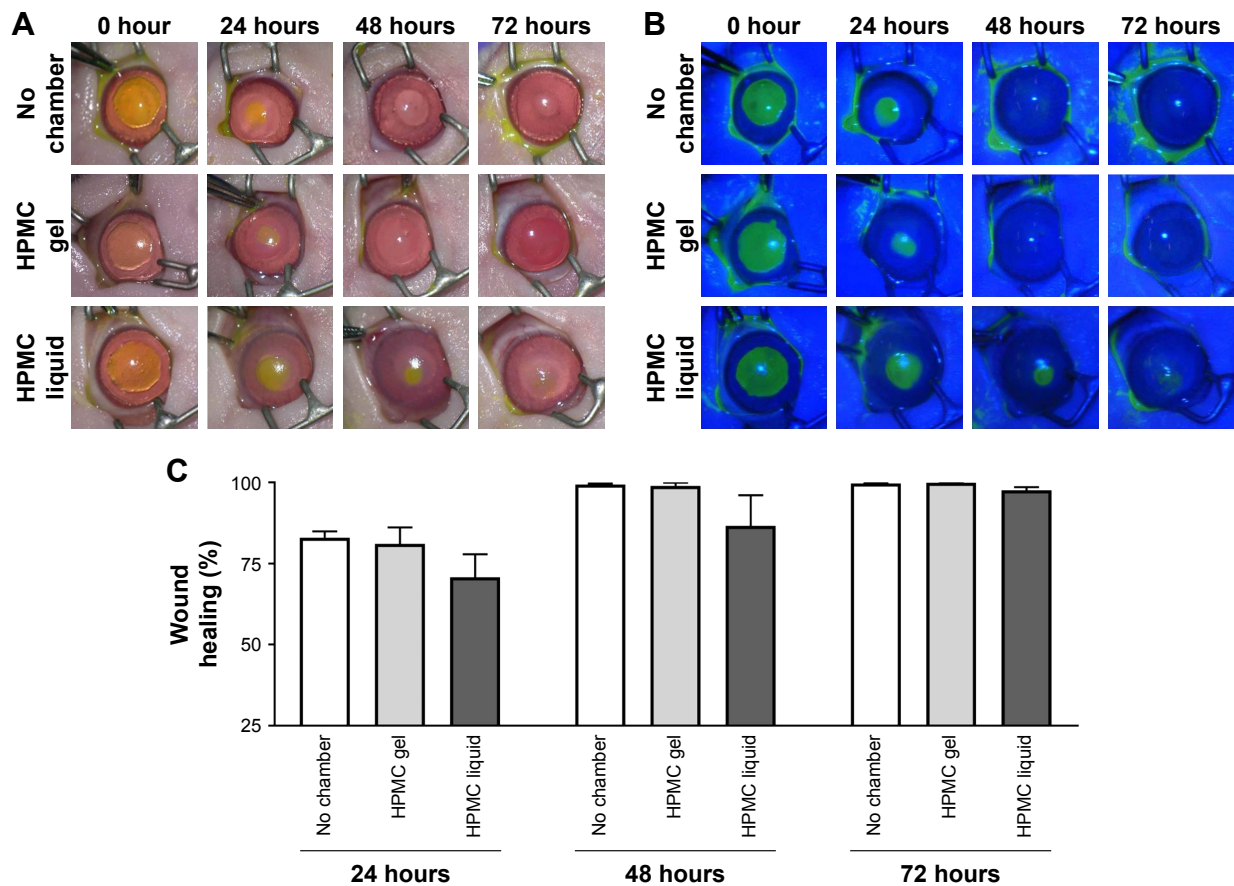 A
0 hour 24 hours 48 hours 72 hours
No
chamber
HPMC
gel
HPMC
liquid
B
0 hour 24 hours 48 hours 72 hours
No
chamber
HPMC
gel
HPMC
liquid
C
Wound
healing (%)
100
75
50
25
No chamber
HPMC gel
HPMC liquid
No chamber
HPMC gel
HPMC liquid
No chamber
HPMC gel
HPMC liquid
24 hours
48 hours
72 hours